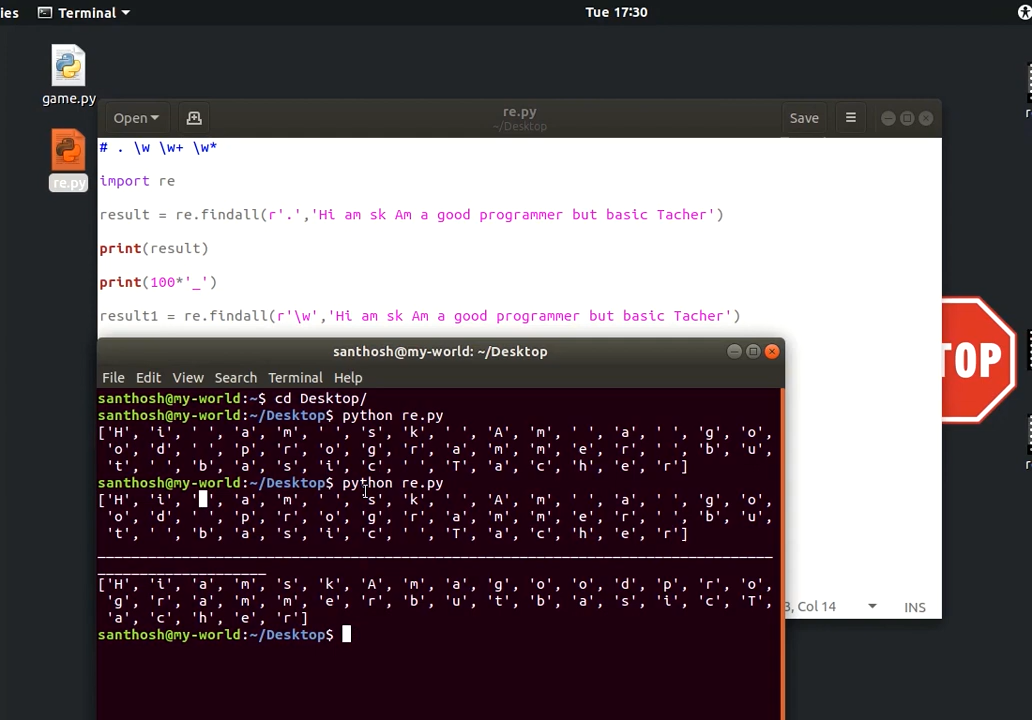 ies Terminal Tue 17:30
game.py
re.py
Open re.py Save
~/Desktop
# . \w \w+ \w*
import re
result = re.findall(r'.','Hi am sk Am a good programmer but basic Tacher')
print(result)
print(100*'_')
result1 = re.findall(r'\w','Hi am sk Am a good programmer but basic Tacher')
TOP
santhosh@my-world: ~/Desktop
File Edit View Search Terminal Help
santhosh@my-world:~$ cd Desktop/
santhosh@my-world:~/Desktop$ python re.py
['H', 'i', ' ', 'a', 'm', ' ', 's', 'k', ' ', 'A', 'm', ' ', 'a', ' ', 'g', 'o',
'o', 'd', ' ', 'p', 'r', 'o', 'g', 'r', 'a', 'm', 'm', 'e', 'r', ' ', 'b', 'u',
't', ' ', 'b', 'a', 's', 'i', 'c', ' ', 'T', 'a', 'c', 'h', 'e', 'r']
santhosh@my-world:~/Desktop$ python re.py
['H', 'i', ' ', 'a', 'm', ' ', 's', 'k', ' ', 'A', 'm', ' ', 'a', ' ', 'g', 'o',
'o', 'd', ' ', 'p', 'r', 'o', 'g', 'r', 'a', 'm', 'm', 'e', 'r', ' ', 'b', 'u',
't', ' ', 'b', 'a', 's', 'i', 'c', ' ', 'T', 'a', 'c', 'h', 'e', 'r']
________________________________________________________________________________
____________________
['H', 'i', 'a', 'm', 's', 'k', 'A', 'm', 'a', 'g', 'o', 'o', 'd', 'p', 'r', 'o',
'g', 'r', 'a', 'm', 'm', 'e', 'r', 'b', 'u', 't', 'b', 'a', 's', 'i', 'c', 'T',
'a', 'c', 'h', 'e', 'r']
santhosh@my-world:~/Desktop$
3, Col 14 INS